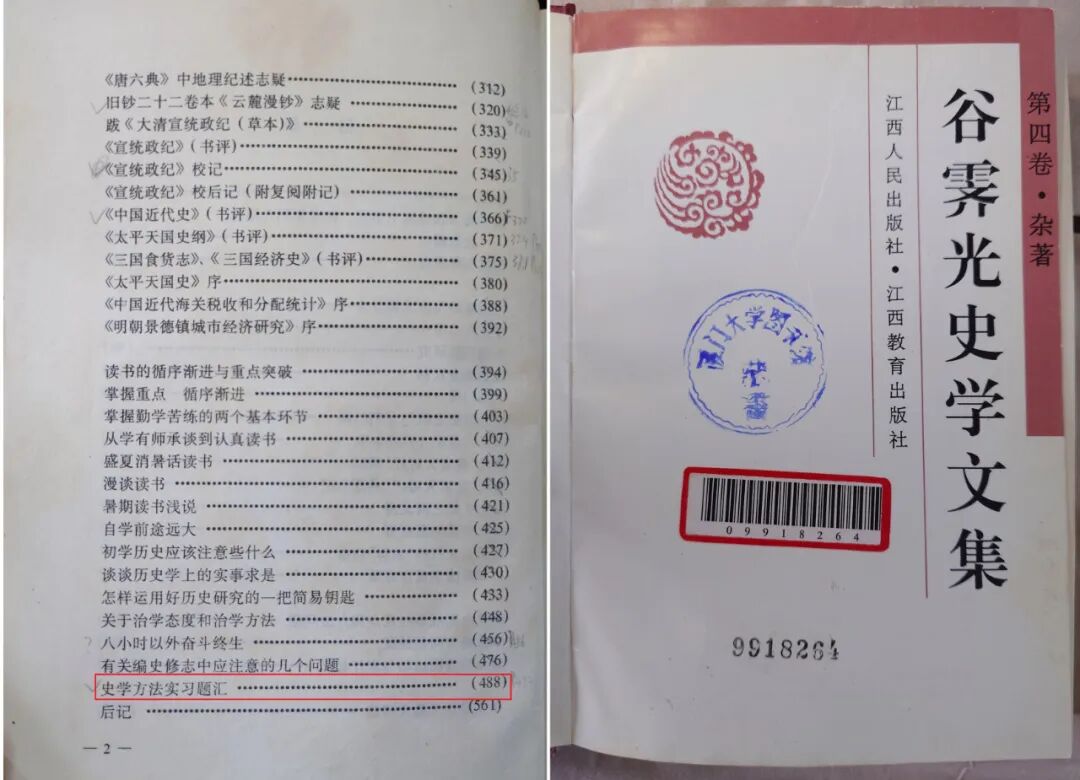 《唐六典》中地理纪述志疑 (312)
旧钞二十二卷本《云麓漫钞》志疑 (320)
跋《大清宣统政纪(草本)》 (333)
《宣统政纪》(书评) (339)
《宣统政纪》校记 (345)
《宣统政纪》校后记(附复阅附记) (361)
《中国近代史》(书评) (366)
《太平天国史纲》(书评) (371)
《三国食货志》、《三国经济史》(书评) (375)
《太平天国史》序 (380)
《中国近代海关税收和分配统计》序 (388)
《明朝景德镇城市经济研究》序 (392)
读书的循序渐进与重点突破 (394)
掌握重点 循序渐进 (399)
掌握勤学苦练的两个基本环节 (403)
从学有师承谈到认真读书 (407)
盛夏消暑话读书 (412)
漫谈读书 (416)
暑期读书浅说 (421)
自学前途远大 (425)
初学历史应该注意些什么 (427)
谈谈历史学上的实事求是 (430)
怎样运用好历史研究的一把简易钥匙 (433)
关于治学态度和治学方法 (448)
八小时以外奋斗终生 (456)
有关编史修志中应注意的几个问题 (476)
史学方法实习题汇 (488)
后记 (561)
— 2 —
第四卷·杂著
谷霁光史学文集
江西人民出版社·江西教育出版社
厦门大学图书馆
藏书
09918264
9918264